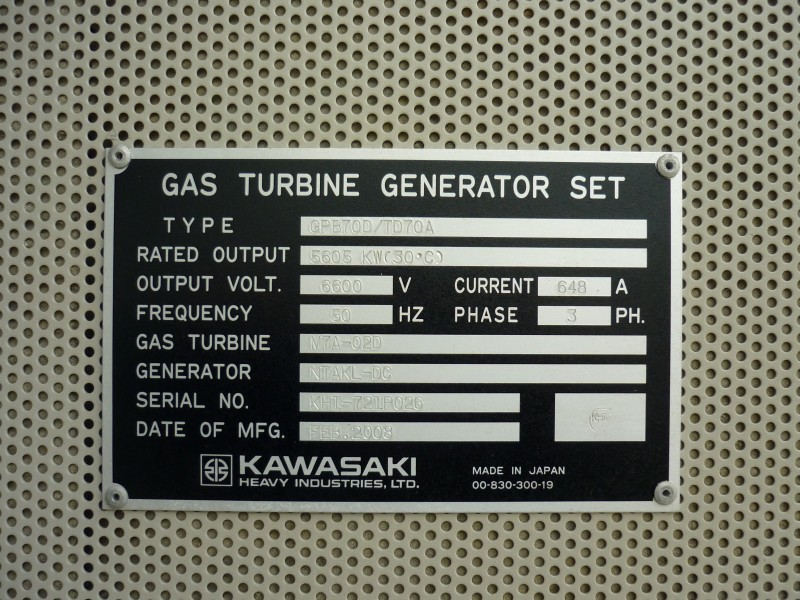 GAS TURBINE GENERATOR SET
TYPE GPB70D/TD70A
RATED OUTPUT 5605 KW(30°C)
OUTPUT VOLT. 6600 V CURRENT 648 A
FREQUENCY 50 HZ PHASE 3 PH.
GAS TURBINE M7A-02D
GENERATOR NTAKL-DC
SERIAL NO.
DATE OF MFG. FEB.2008
KAWASAKI
HEAVY INDUSTRIES, LTD.
MADE IN JAPAN
00-830-300-19